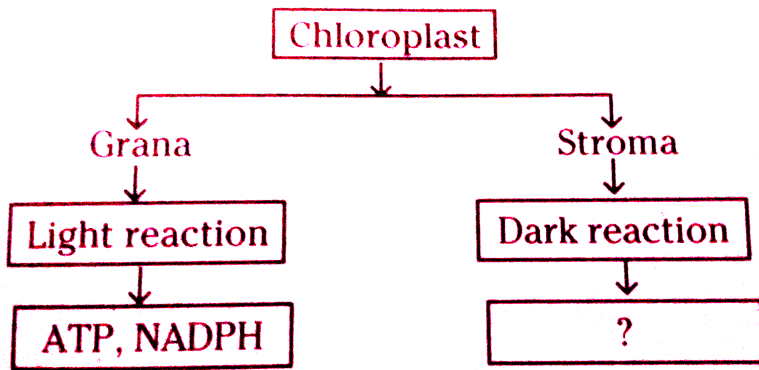 Chloroplast
Grana
Stroma
Light reaction
Dark reaction
ATP, NADPH
?